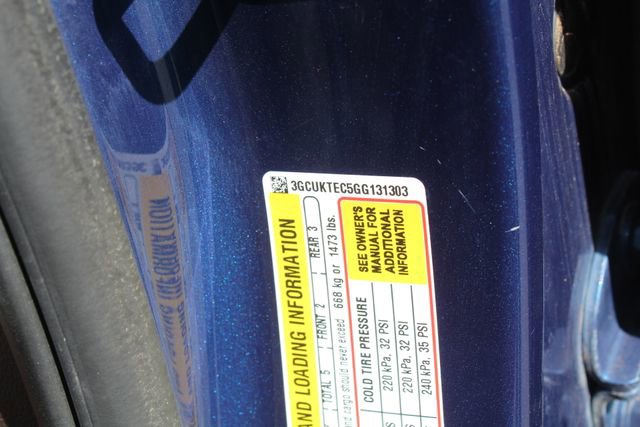 3GCUKTEC5GG131303
AND LOADING INFORMATION
TOTAL 5 FRONT 2 REAR 3
and cargo should never exceed 668 kg or 1473 lbs.
COLD TIRE PRESSURE
220 kPa, 32 PSI
220 kPa, 32 PSI
240 kPa, 35 PSI
SEE OWNER'S
MANUAL FOR
ADDITIONAL
INFORMATION